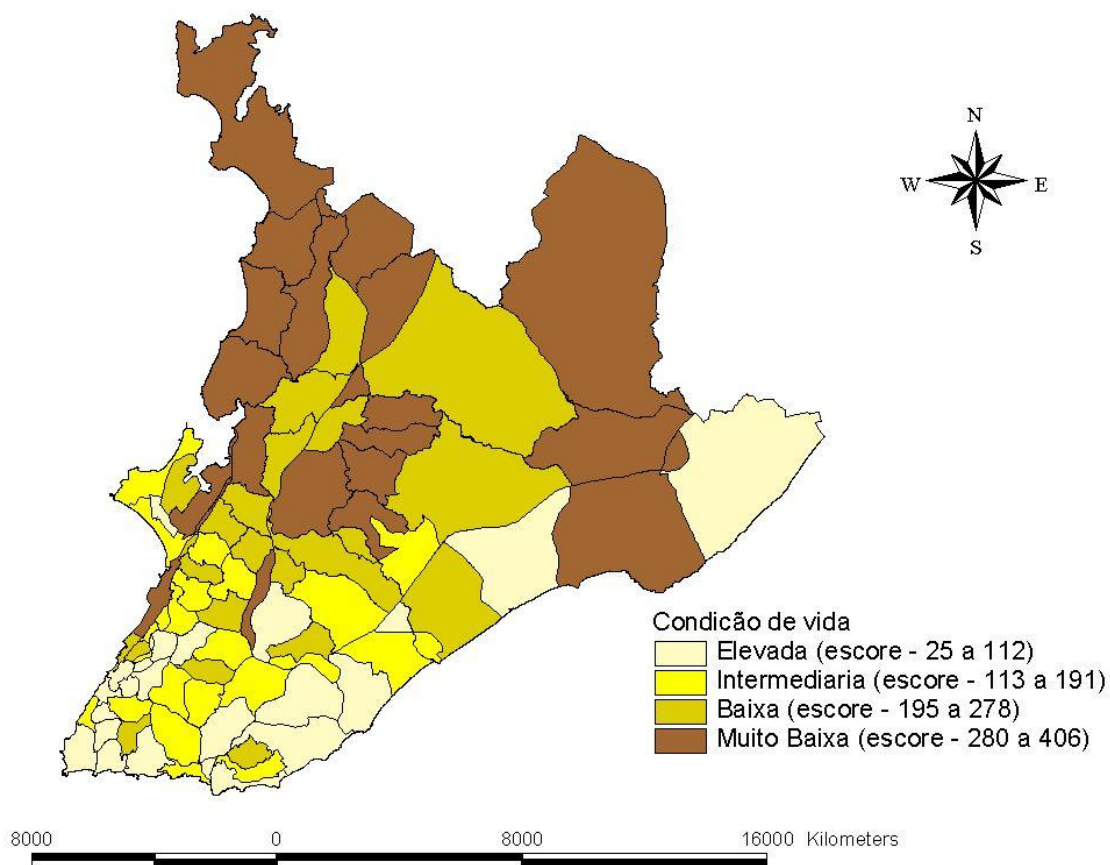 N
W E
S
Condicão de vida
Elevada (escore - 25 a 112)
Intermediaria (escore - 113 a 191)
Baixa (escore - 195 a 278)
Muito Baixa (escore - 280 a 406)
8000 0 8000 16000 Kilometers